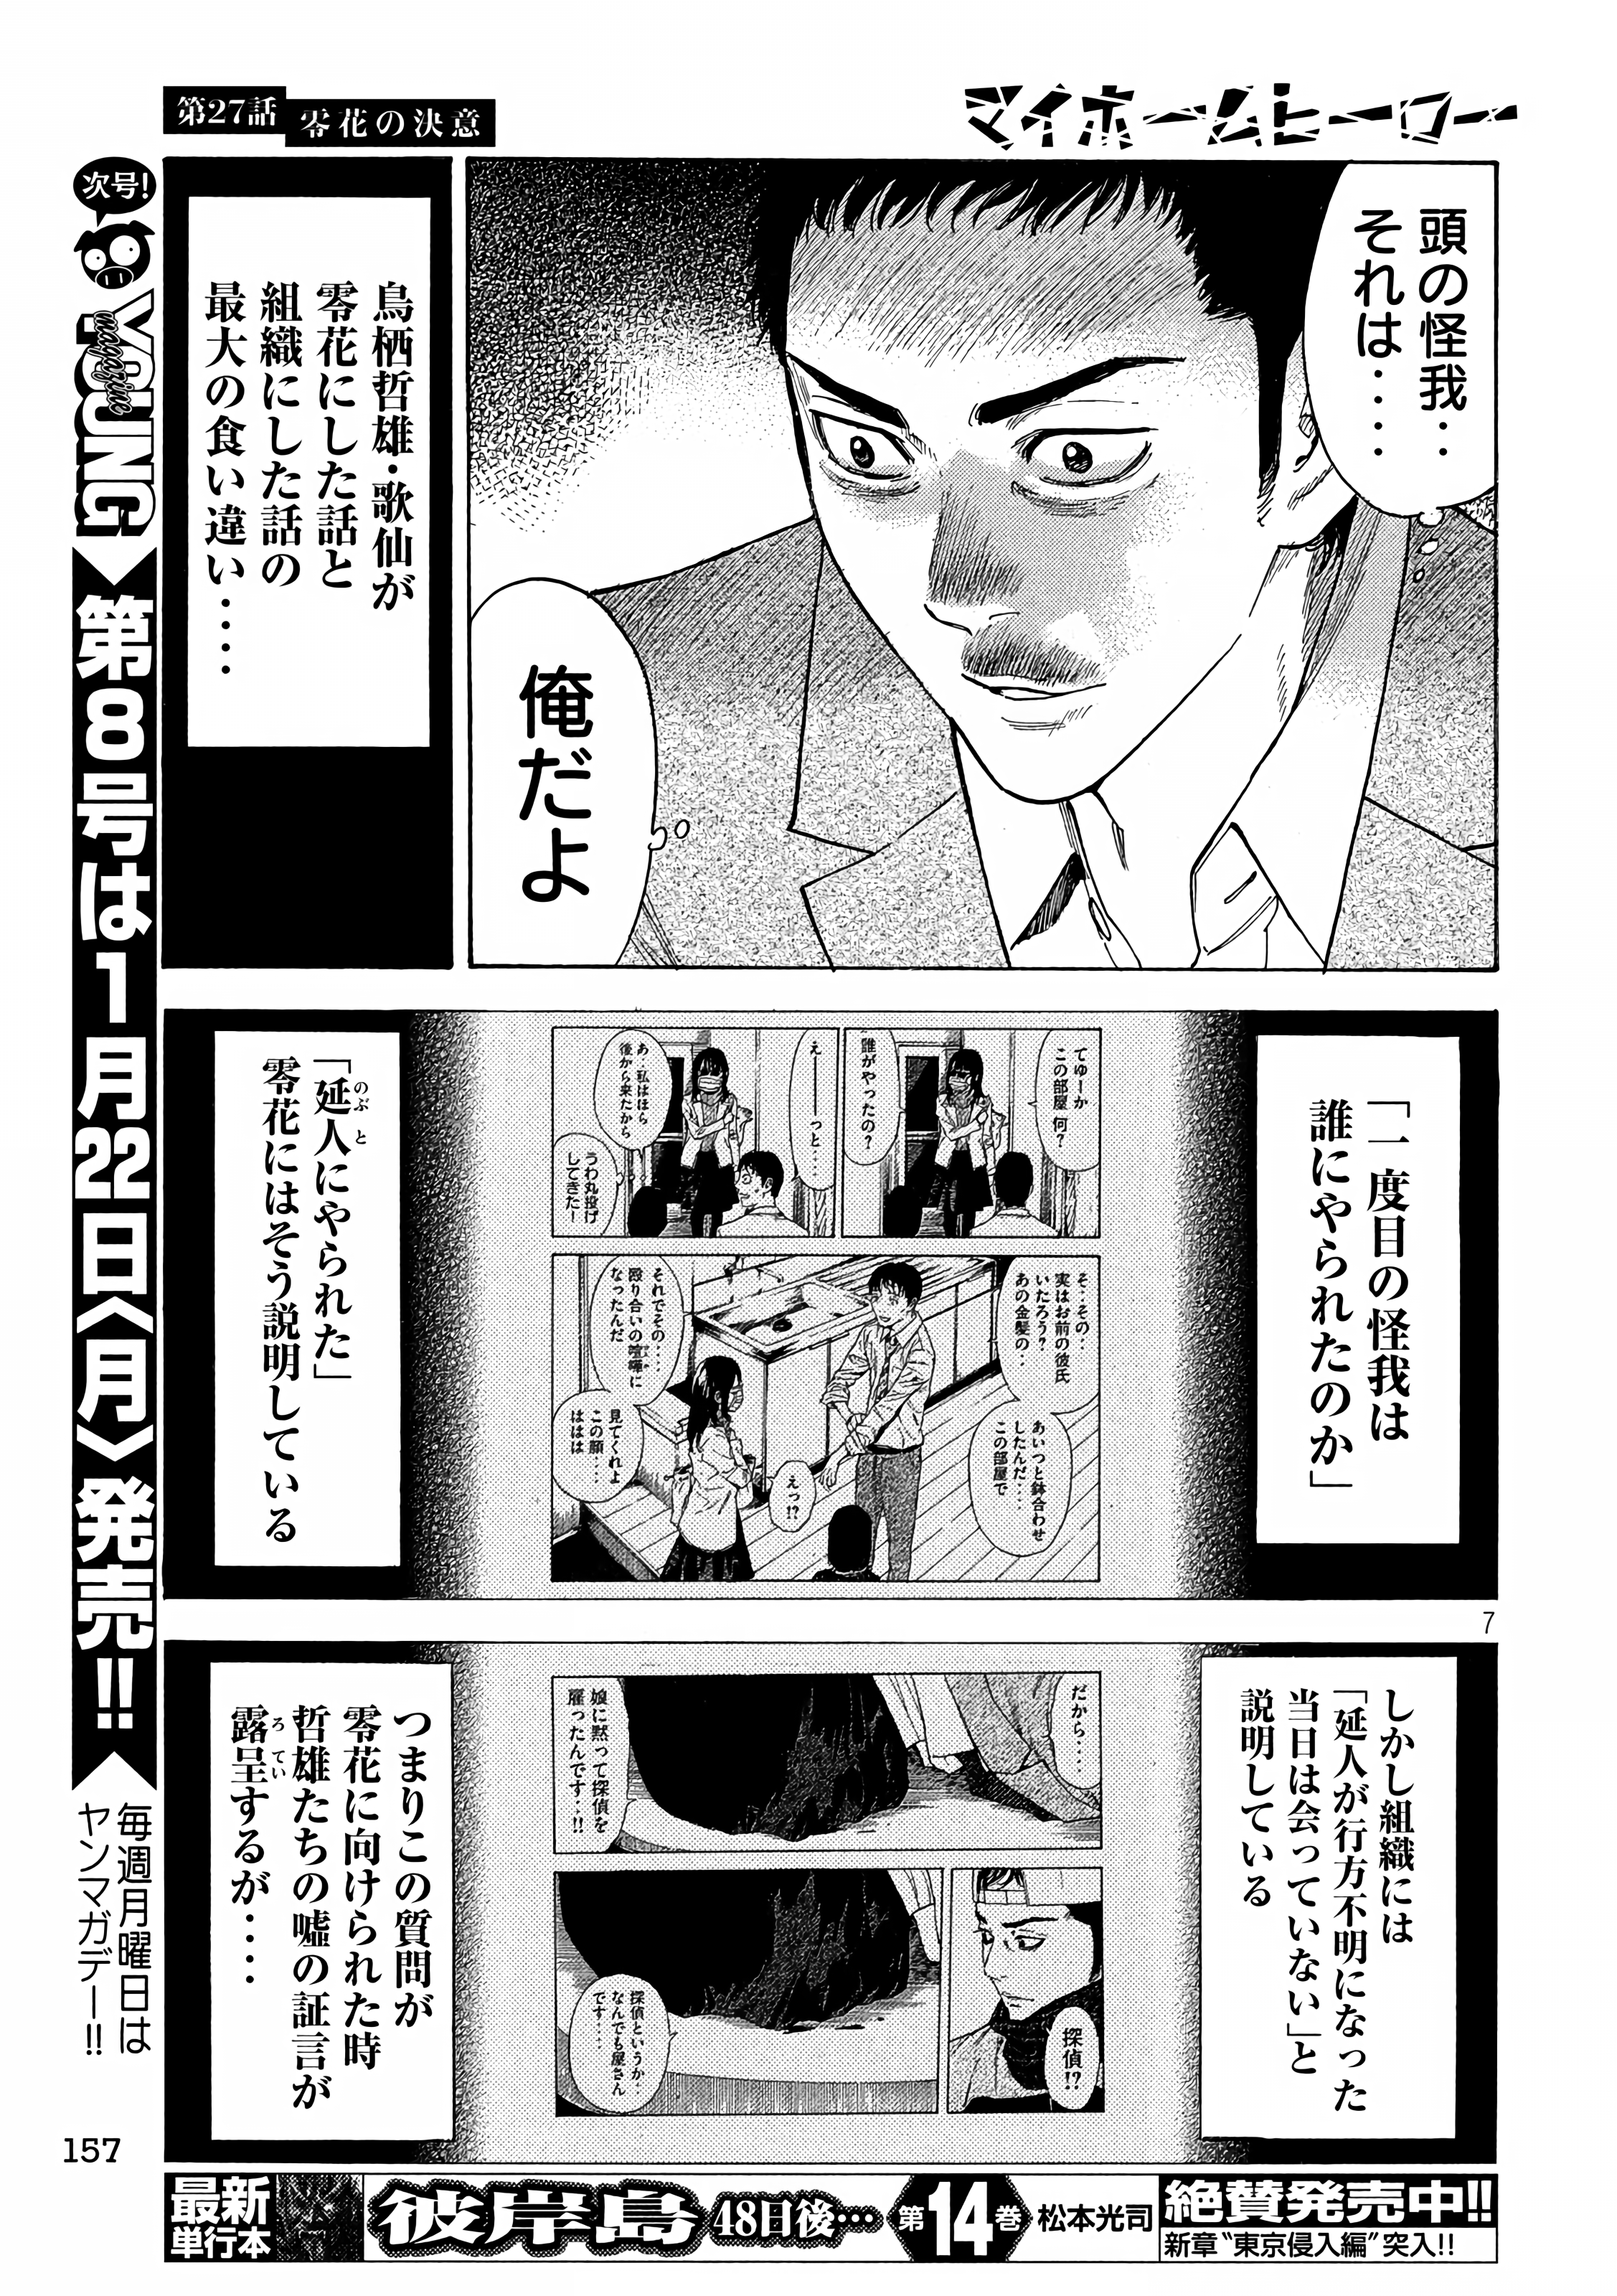 第27話
零花の決意
マイホームヒーロー
頭の怪我‥
それは‥‥
俺だよ
鳥栖哲雄・歌仙が
零花にした話と
組織にした話の
最大の食い違い‥‥
「一度目の怪我は
誰にやられたのか」
てゆーか
この部屋 何?
誰がやったの?
えーーーっと‥‥
あ‥私はほら
後から来たから
うわ丸投げ
してきたー
そ‥その‥
実はお前の彼氏
いたろう?
あの金髪の‥
あいつと鉢合わせ
したんだ‥‥
この部屋で
それでその‥‥
殴り合いの喧嘩に
なったんだ
えっ!?
見てくれよ
この顔‥‥
ははは
「延人にやられた」
のぶと
零花にはそう説明している
7
しかし組織には
「延人が行方不明になった
当日は会っていない」と
説明している
だから‥‥
娘に黙って探偵を
雇ったんです‥!!
探偵!?
探偵というか‥
なんでも屋さん
です‥‥
つまりこの質問が
零花に向けられた時
哲雄たちの嘘の証言が
露呈するが‥‥
ろてい
次号!
YOUNG
magazine
第8号は1月22日〈月〉発売!!
毎週月曜日は
ヤンマガデー!!
157
最新
単行本
彼岸島 48日後…
第14巻
松本光司
絶賛発売中!!
新章“東京侵入編”突入!!